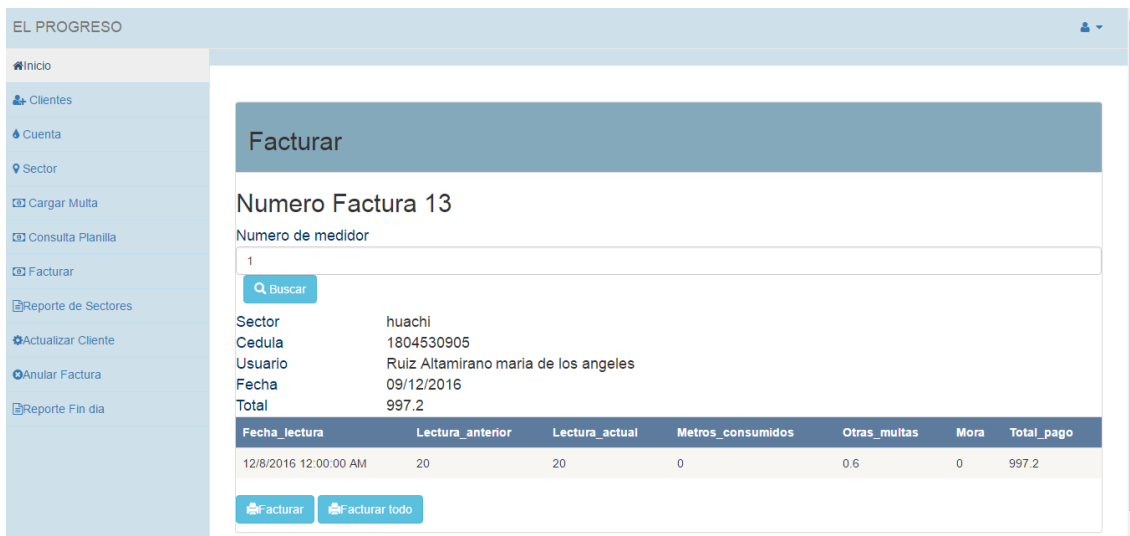 EL PROGRESO
Inicio
Clientes
Cuenta
Sector
Cargar Multa
Consulta Planilla
Facturar
Reporte de Sectores
Actualizar Cliente
Anular Factura
Reporte Fin dia
Facturar
Numero Factura 13
Numero de medidor
1
Buscar
Sector huachi
Cedula 1804530905
Usuario Ruiz Altamirano maria de los angeles
Fecha 09/12/2016
Total 997.2
Fecha_lectura Lectura_anterior Lectura_actual Metros_consumidos Otras_multas Mora Total_pago
12/8/2016 12:00:00 AM 20 20 0 0.6 0 997.2
Facturar Facturar todo